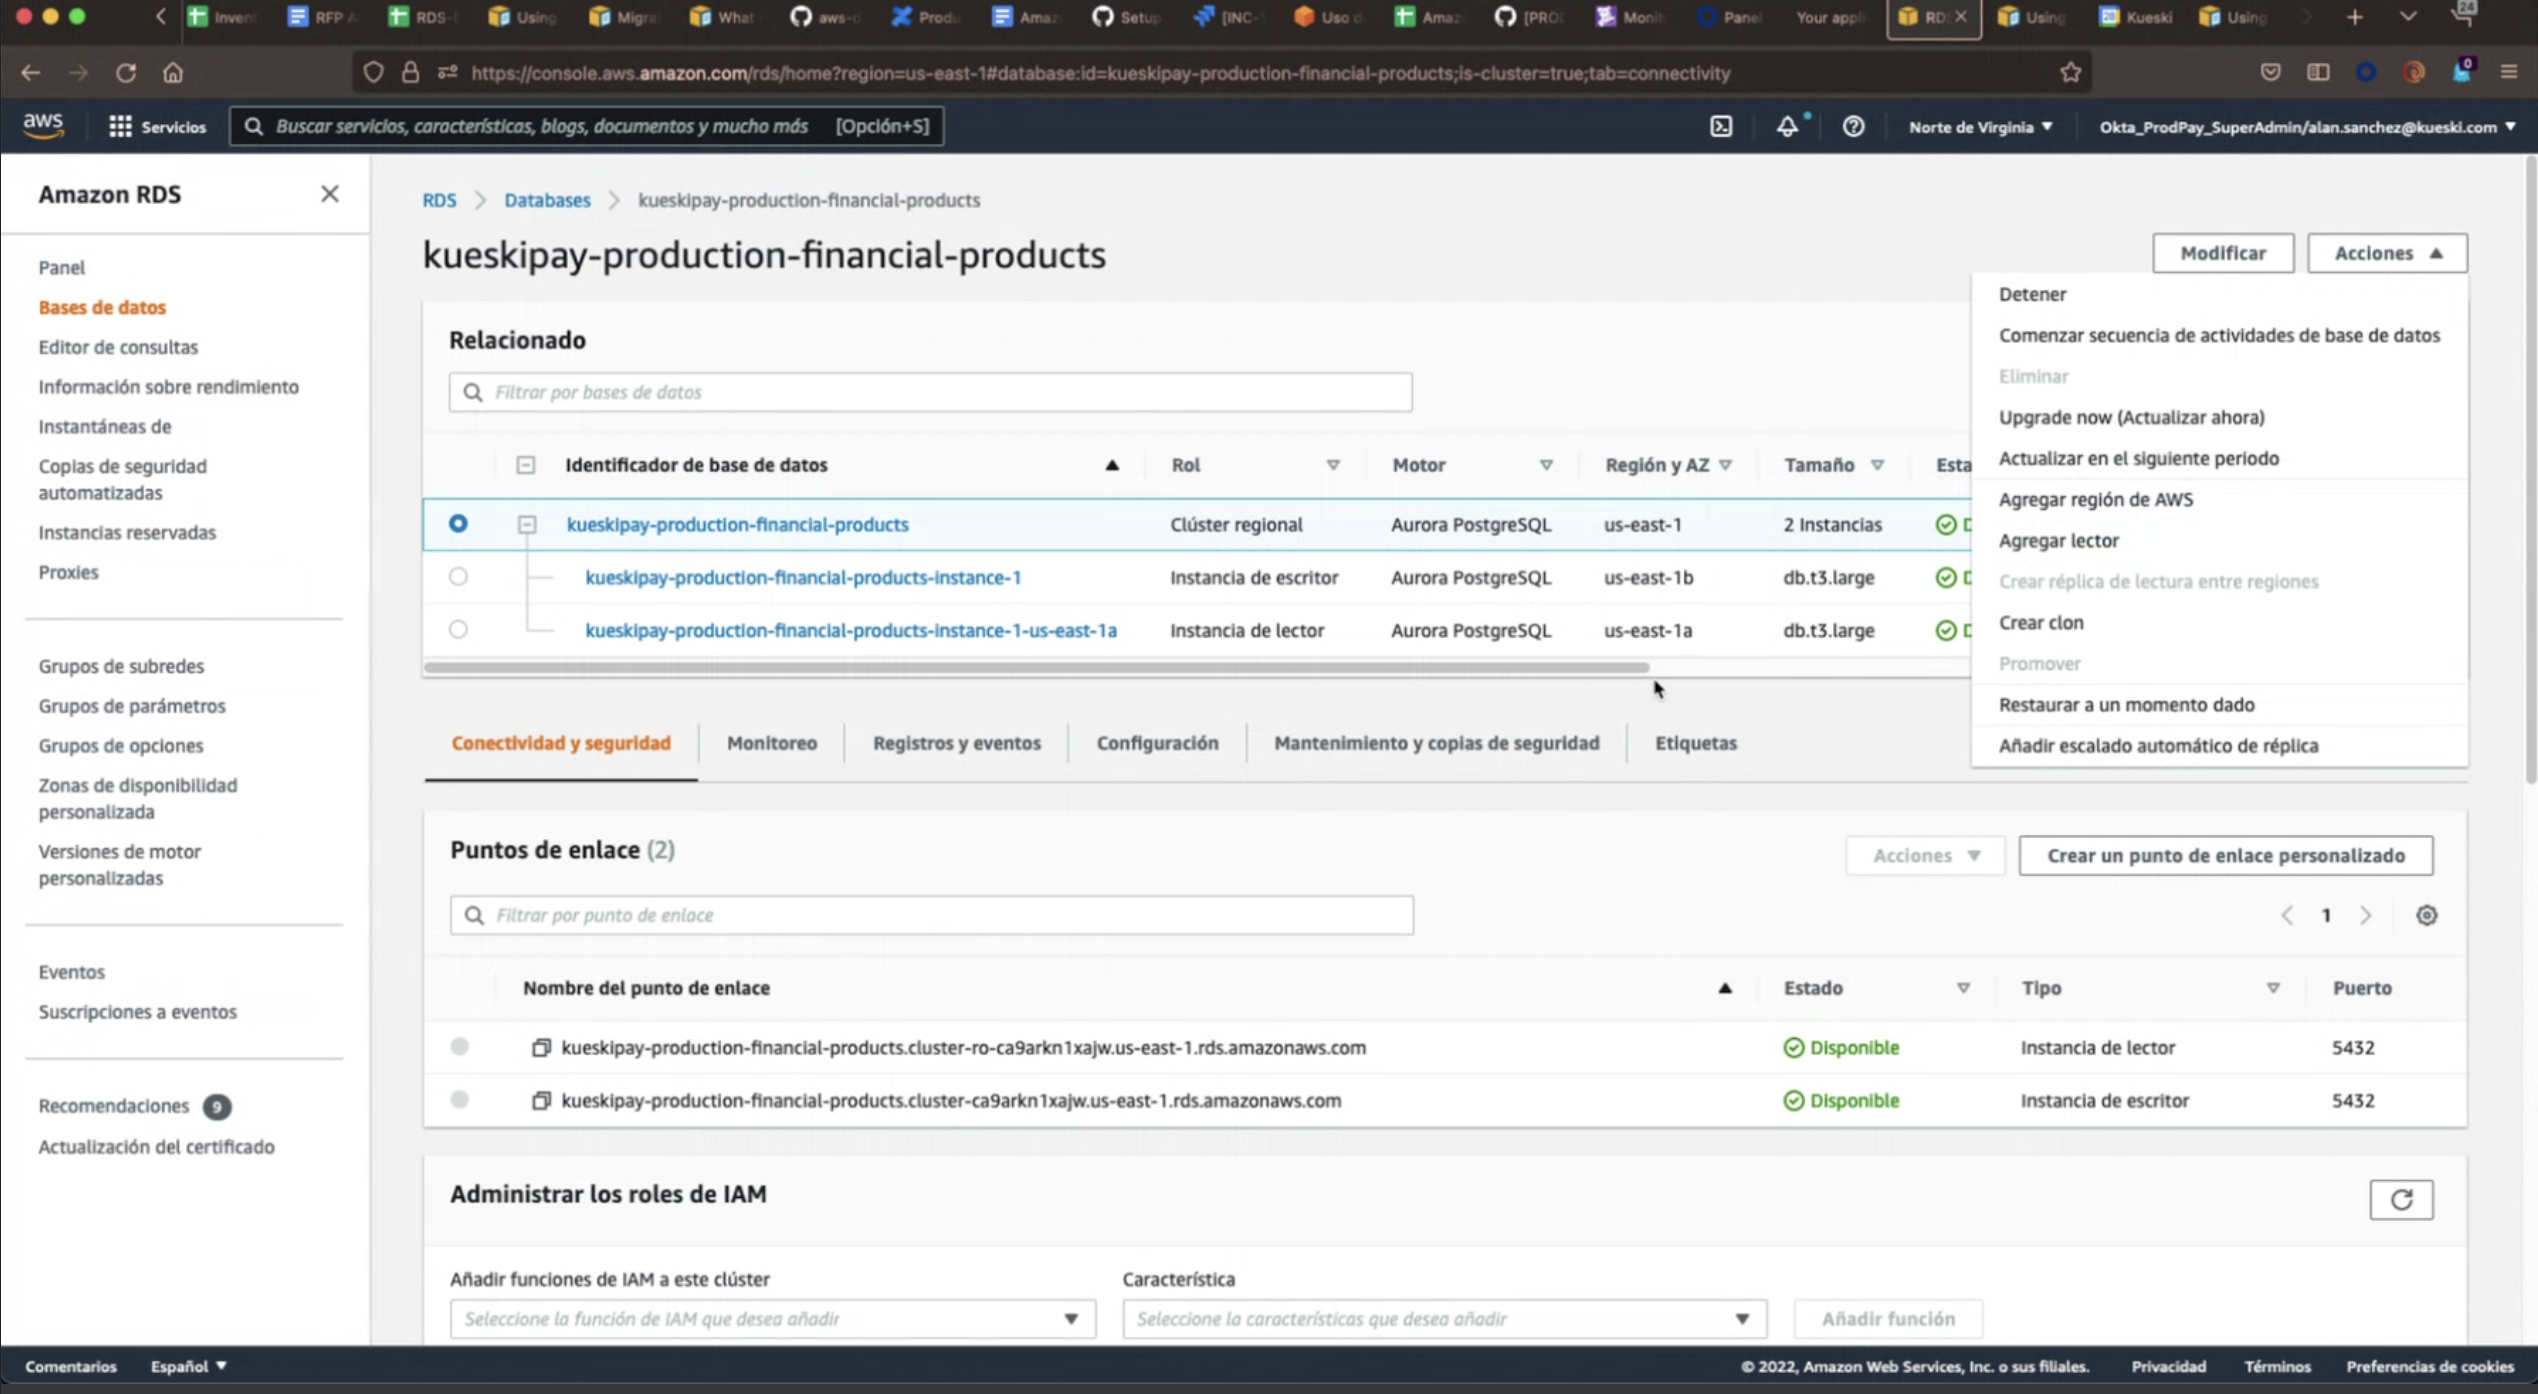 Inven
RFP A
RDS-
Using
Migra
What
aws-c
Produ
Amaz
Setup
[INC-
Uso d
Amaz
[PRO
Monit
Panel
Your appli
RD
Using
Kueski
Using
24
https://console.aws.amazon.com/rds/home?region=us-east-1#database:id=kueskipay-production-financial-products;is-cluster=true;tab=connectivity
0
aws
Servicios
Buscar servicios, características, blogs, documentos y mucho más
[Opción+S]
Norte de Virginia
Okta_ProdPay_SuperAdmin/alan.sanchez@kueski.com
Amazon RDS
Panel
Bases de datos
Editor de consultas
Información sobre rendimiento
Instantáneas de
Copias de seguridad
automatizadas
Instancias reservadas
Proxies
Grupos de subredes
Grupos de parámetros
Grupos de opciones
Zonas de disponibilidad
personalizada
Versiones de motor
personalizadas
Eventos
Suscripciones a eventos
Recomendaciones 9
Actualización del certificado
RDS > Databases > kueskipay-production-financial-products
kueskipay-production-financial-products
Modificar
Acciones
Detener
Comenzar secuencia de actividades de base de datos
Eliminar
Upgrade now (Actualizar ahora)
Actualizar en el siguiente periodo
Agregar región de AWS
Agregar lector
Crear réplica de lectura entre regiones
Crear clon
Promover
Restaurar a un momento dado
Añadir escalado automático de réplica
Relacionado
Filtrar por bases de datos
Identificador de base de datos Rol Motor Región y AZ Tamaño Esta
kueskipay-production-financial-products Clúster regional Aurora PostgreSQL us-east-1 2 Instancias D
kueskipay-production-financial-products-instance-1 Instancia de escritor Aurora PostgreSQL us-east-1b db.t3.large D
kueskipay-production-financial-products-instance-1-us-east-1a Instancia de lector Aurora PostgreSQL us-east-1a db.t3.large D
Conectividad y seguridad
Monitoreo
Registros y eventos
Configuración
Mantenimiento y copias de seguridad
Etiquetas
Puntos de enlace (2)
Acciones
Crear un punto de enlace personalizado
Filtrar por punto de enlace
1
Nombre del punto de enlace Estado Tipo Puerto
kueskipay-production-financial-products.cluster-ro-ca9arkn1xajw.us-east-1.rds.amazonaws.com Disponible Instancia de lector 5432
kueskipay-production-financial-products.cluster-ca9arkn1xajw.us-east-1.rds.amazonaws.com Disponible Instancia de escritor 5432
Administrar los roles de IAM
Añadir funciones de IAM a este clúster
Característica
Seleccione la función de IAM que desea añadir
Seleccione la características que desea añadir
Añadir función
Comentarios
Español
© 2022, Amazon Web Services, Inc. o sus filiales.
Privacidad
Términos
Preferencias de cookies